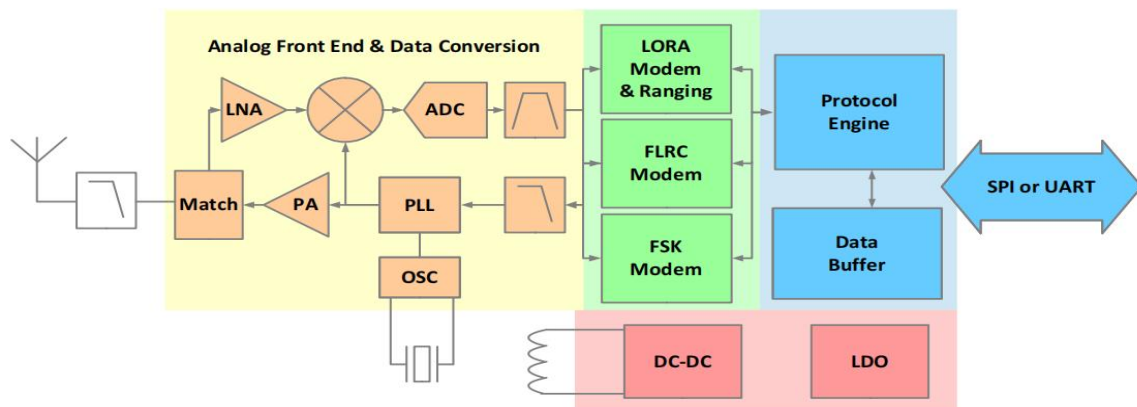 Analog Front End & Data Conversion
LNA
ADC
Match
PA
PLL
OSC
LORA
Modem
& Ranging
FLRC
Modem
FSK
Modem
Protocol
Engine
Data
Buffer
SPI or UART
DC-DC
LDO